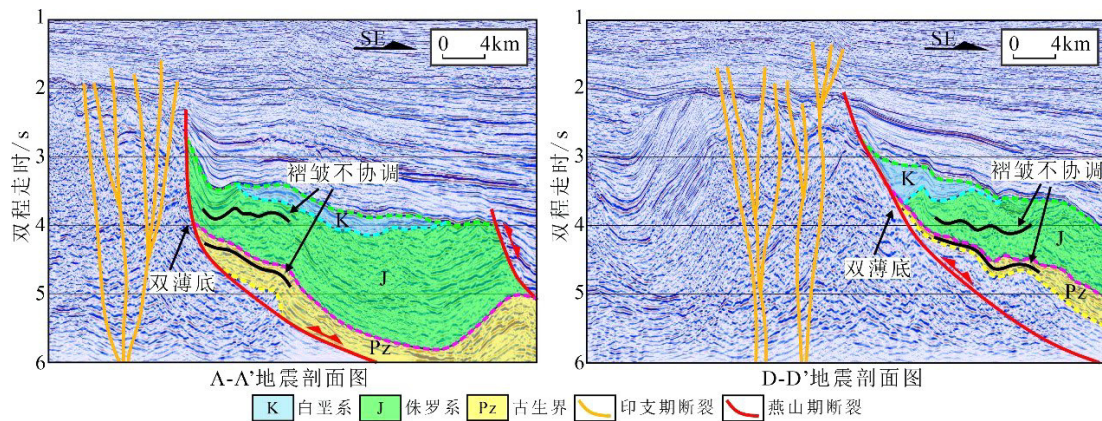 1
2
3
4
5
6
双程走时/s
SE
0 4km
褶皱不协调
K
双薄底
J
Pz
A-A'地震剖面图
1
2
3
4
5
6
双程走时/s
SE
0 4km
K
褶皱不协调
双薄底
J
Pz
D-D'地震剖面图
K 白垩系 J 侏罗系 Pz 古生界 印支期断裂 燕山期断裂